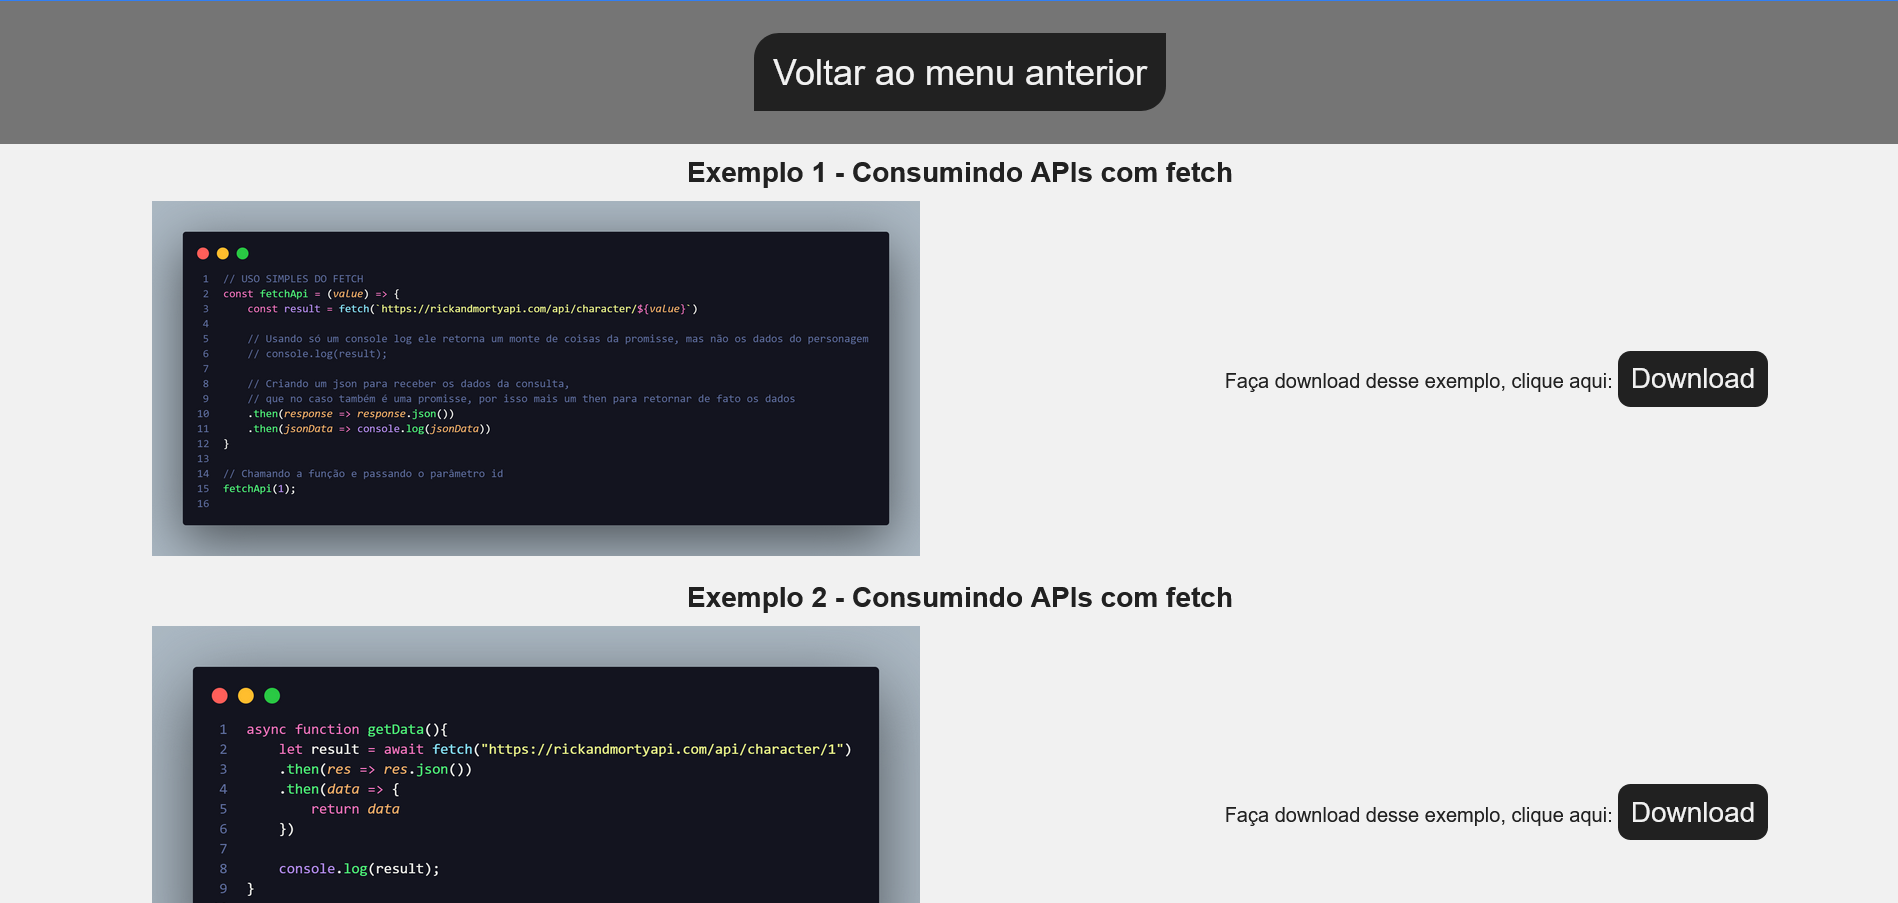 Voltar ao menu anterior
Exemplo 1 - Consumindo APIs com fetch
1 // USO SIMPLES DO FETCH
2 const fetchApi = (value) => {
3 const result = fetch(`https://rickandmortyapi.com/api/character/${value}`)
4
5 // Usando só um console log ele retorna um monte de coisas da promisse, mas não os dados do personagem
6 // console.log(result);
7
8 // Criando um json para receber os dados da consulta,
9 // que no caso também é uma promisse, por isso mais um then para retornar de fato os dados
10 .then(response => response.json())
11 .then(jsonData => console.log(jsonData))
12 }
13
14 // Chamando a função e passando o parâmetro id
15 fetchApi(1);
16
Faça download desse exemplo, clique aqui: Download
Exemplo 2 - Consumindo APIs com fetch
1 async function getData(){
2 let result = await fetch("https://rickandmortyapi.com/api/character/1")
3 .then(res => res.json())
4 .then(data => {
5 return data
6 })
7
8 console.log(result);
9 }
Faça download desse exemplo, clique aqui: Download